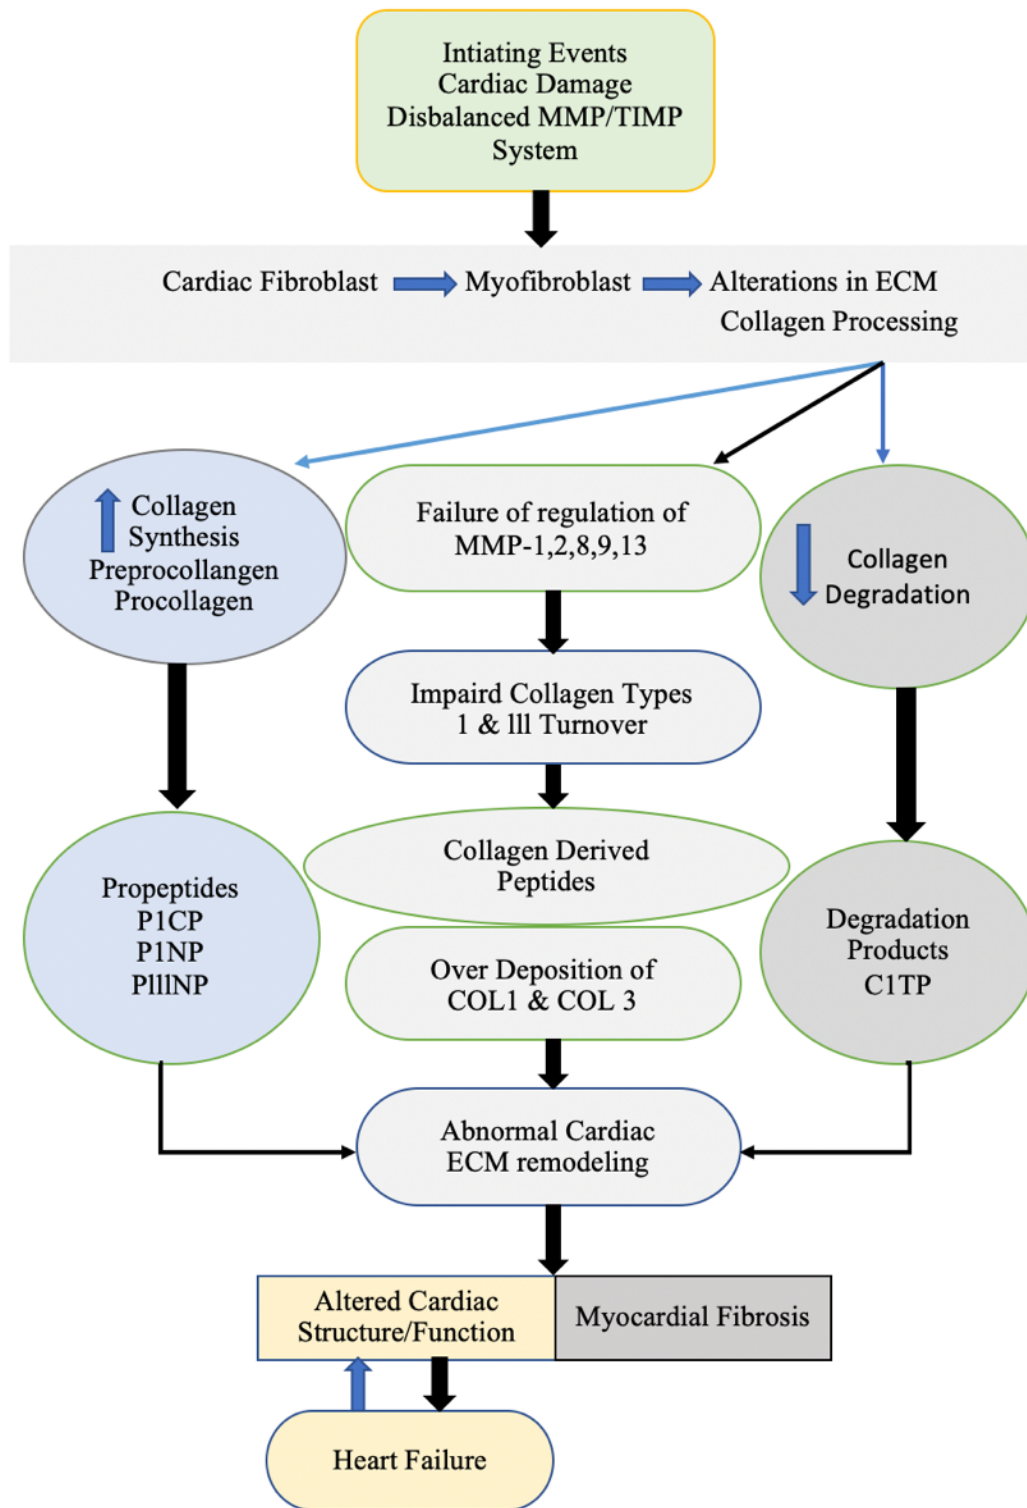 Intiating Events
Cardiac Damage
Disbalanced MMP/TIMP
System
Cardiac Fibroblast
Myofibroblast
Alterations in ECM
Collagen Processing
Collagen
Synthesis
Preprocollangen
Procollagen
Failure of regulation of
MMP-1,2,8,9,13
Collagen
Degradation
Impaird Collagen Types
1 & lll Turnover
Collagen Derived
Peptides
Propeptides
P1CP
P1NP
PlllNP
Over Deposition of
COL1 & COL 3
Degradation
Products
C1TP
Abnormal Cardiac
ECM remodeling
Altered Cardiac
Structure/Function
Myocardial Fibrosis
Heart Failure